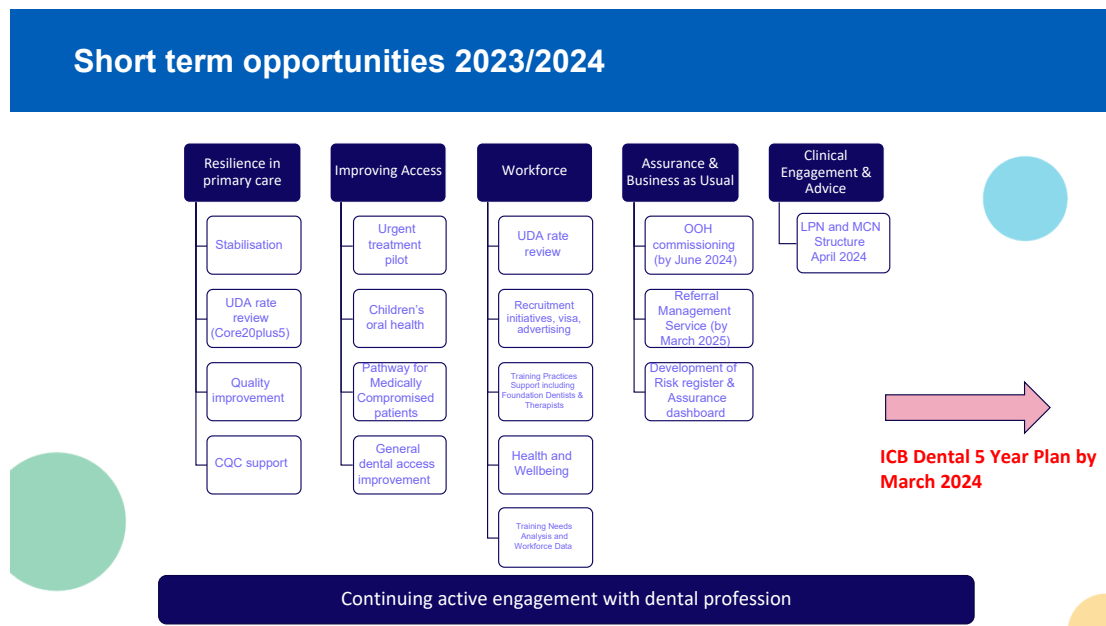 Short term opportunities 2023/2024
Resilience in
primary care
Stabilisation
UDA rate
review
(Core20plus5)
Quality
improvement
CQC support
Improving Access
Urgent
treatment
pilot
Children's
oral health
Pathway for
Medically
Compromised
patients
General
dental access
improvement
Workforce
UDA rate
review
Recruitment
initiatives, visa,
advertising
Training Practices
Support including
Foundation Dentists &
Therapists
Health and
Wellbeing
Training Needs
Analysis and
Workforce Data
Assurance &
Business as Usual
OOH
commissioning
(by June 2024)
Referral
Management
Service (by
March 2025)
Development of
Risk register &
Assurance
dashboard
Clinical
Engagement &
Advice
LPN and MCN
Structure
April 2024
ICB Dental 5 Year Plan by
March 2024
Continuing active engagement with dental profession